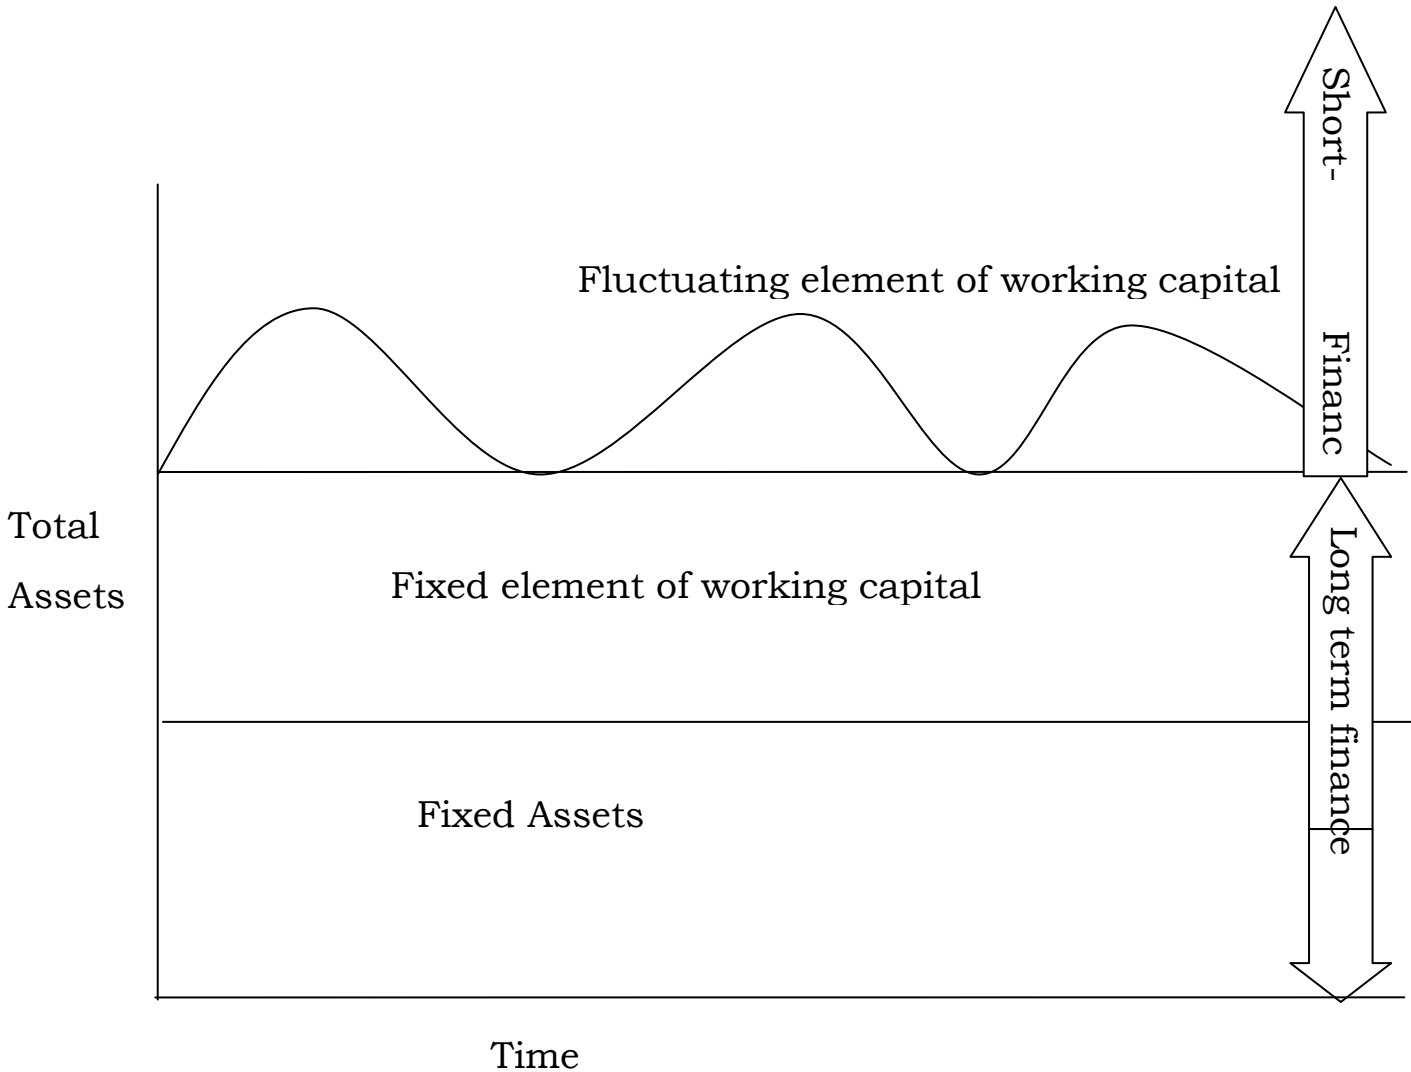 Short-
Fluctuating element of working capital
Financ
Total
Assets
Fixed element of working capital
Long term finance
Fixed Assets
Time